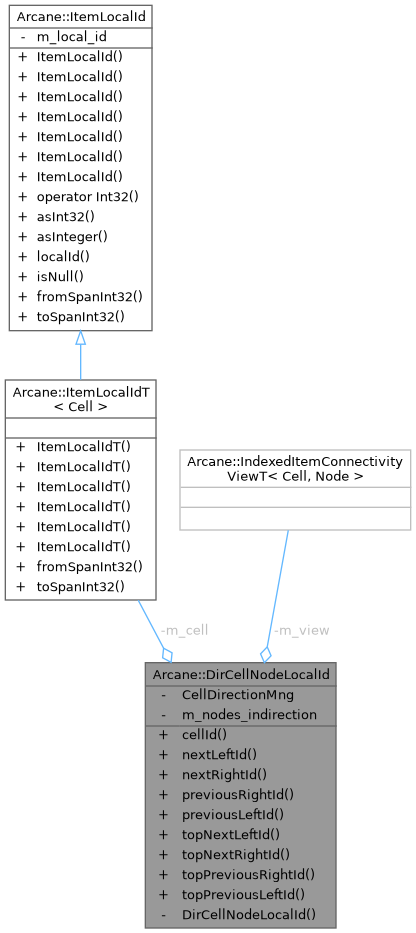 Arcane::ItemLocalId
- m_local_id
+ ItemLocalId()
+ ItemLocalId()
+ ItemLocalId()
+ ItemLocalId()
+ ItemLocalId()
+ ItemLocalId()
+ ItemLocalId()
+ operator Int32()
+ asInt32()
+ asInteger()
+ localId()
+ isNull()
+ fromSpanInt32()
+ toSpanInt32()
Arcane::ItemLocalIdT
< Cell >
+ ItemLocalIdT()
+ ItemLocalIdT()
+ ItemLocalIdT()
+ ItemLocalIdT()
+ ItemLocalIdT()
+ ItemLocalIdT()
+ fromSpanInt32()
+ toSpanInt32()
Arcane::IndexedItemConnectivity
ViewT< Cell, Node >
-m_cell
-m_view
Arcane::DirCellNodeLocalId
- CellDirectionMng
- m_nodes_indirection
+ cellId()
+ nextLeftId()
+ nextRightId()
+ previousRightId()
+ previousLeftId()
+ topNextLeftId()
+ topNextRightId()
+ topPreviousRightId()
+ topPreviousLeftId()
- DirCellNodeLocalId()